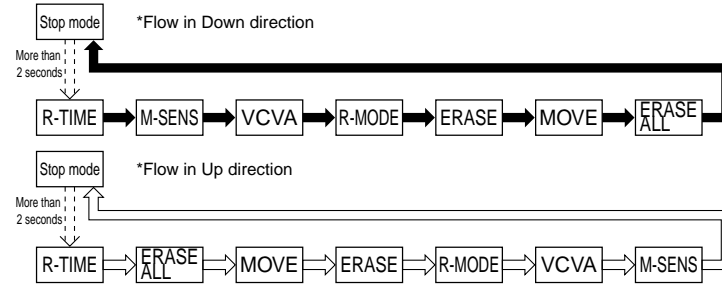 Stop mode
*Flow in Down direction
More than
2 seconds
R-TIME
M-SENS
VCVA
R-MODE
ERASE
MOVE
ERASE
ALL
Stop mode
*Flow in Up direction
More than
2 seconds
R-TIME
ERASE
ALL
MOVE
ERASE
R-MODE
VCVA
M-SENS